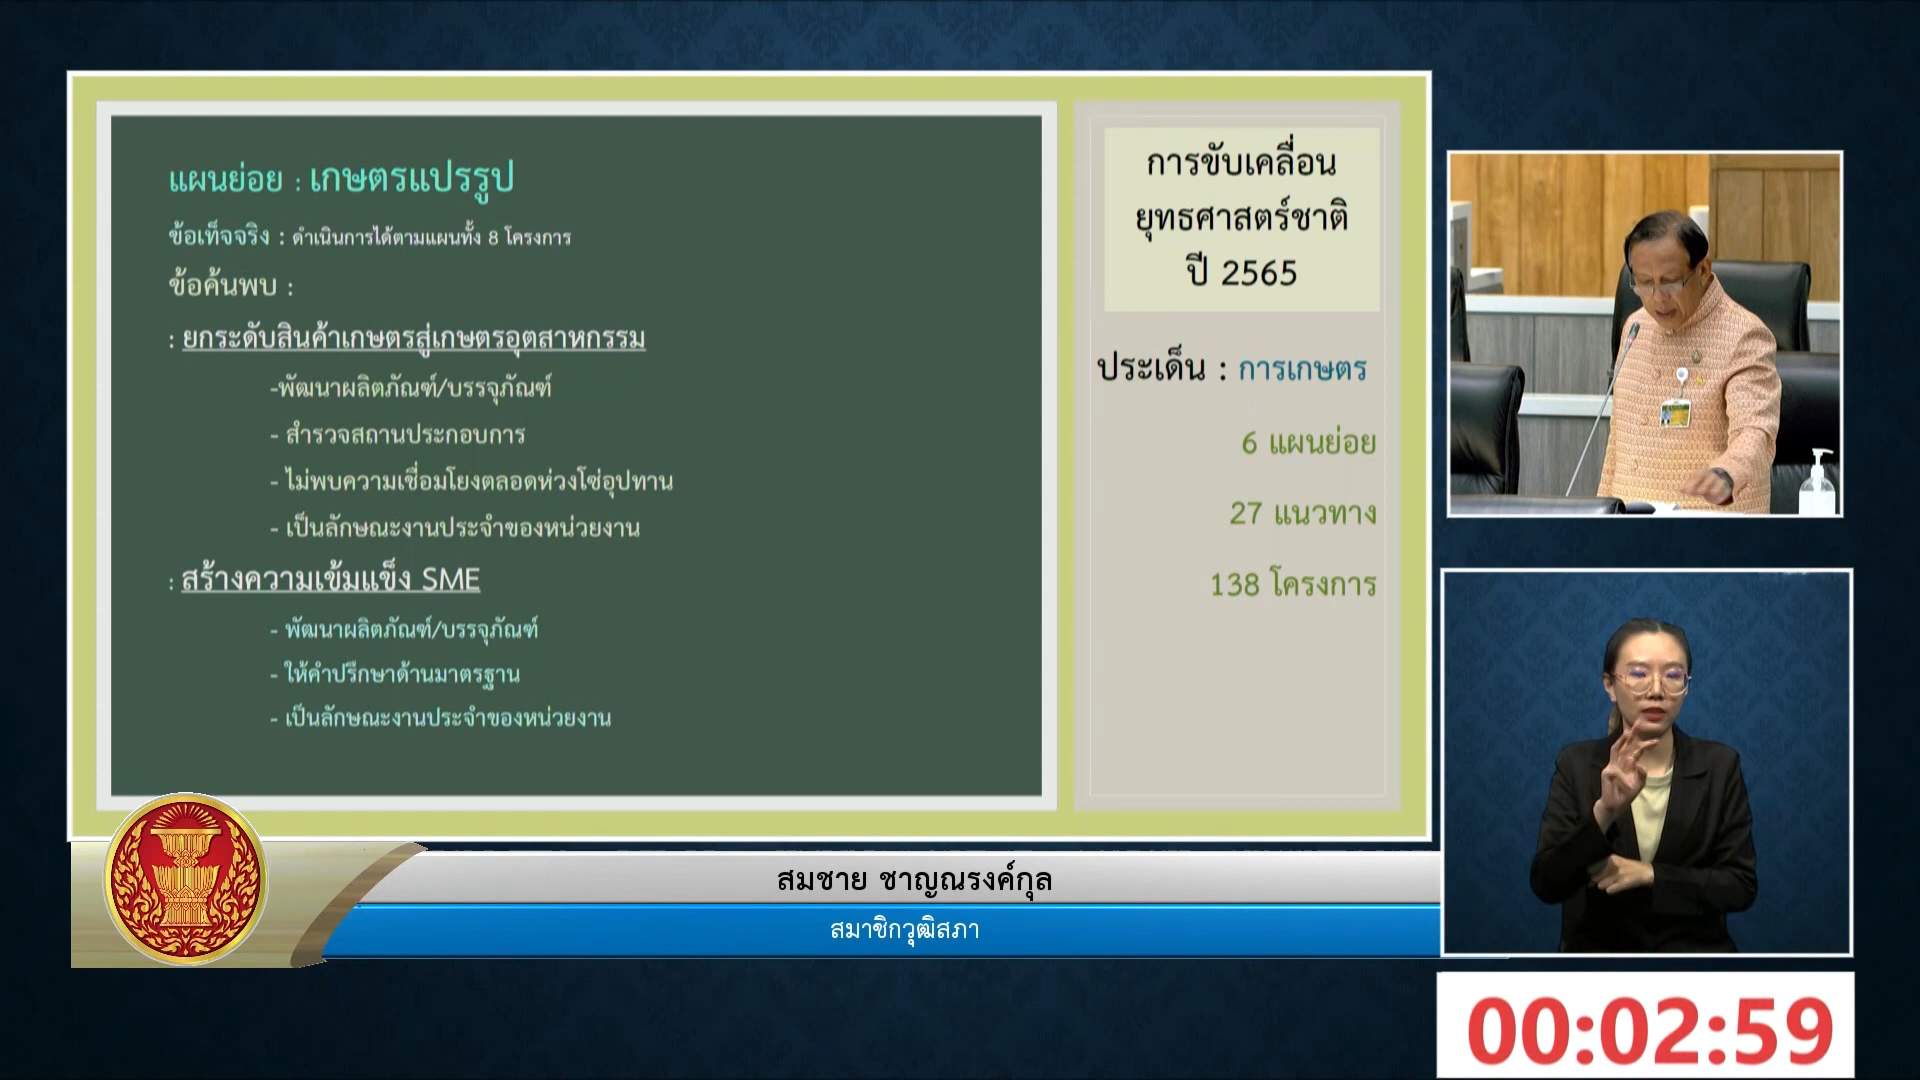 แผนย่อย : เกษตรแปรรูป
ข้อเท็จจริง : ดำเนินการได้ตามแผนทั้ง 8 โครงการ
ข้อค้นพบ :
: ยกระดับสินค้าเกษตรสู่เกษตรอุตสาหกรรม
-พัฒนาผลิตภัณฑ์/บรรจุภัณฑ์
- สำรวจสถานประกอบการ
- ไม่พบความเชื่อมโยงตลอดห่วงโซ่อุปทาน
- เป็นลักษณะงานประจำของหน่วยงาน
: สร้างความเข้มแข็ง SME
- พัฒนาผลิตภัณฑ์/บรรจุภัณฑ์
- ให้คำปรึกษาด้านมาตรฐาน
- เป็นลักษณะงานประจำของหน่วยงาน
การขับเคลื่อน
ยุทธศาสตร์ชาติ
ปี 2565
ประเด็น : การเกษตร
6 แผนย่อย
27 แนวทาง
138 โครงการ
สมชาย ชาญณรงค์กุล
สมาชิกวุฒิสภา
00:02:59